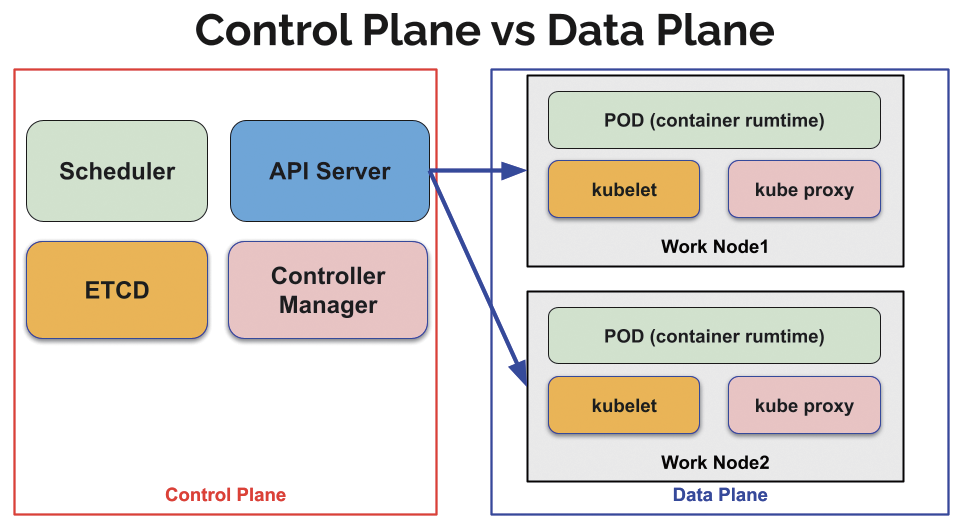 Control Plane vs Data Plane
Scheduler
API Server
ETCD
Controller
Manager
Control Plane
POD (container rumtime)
kubelet
kube proxy
Work Node1
POD (container rumtime)
kubelet
kube proxy
Work Node2
Data Plane